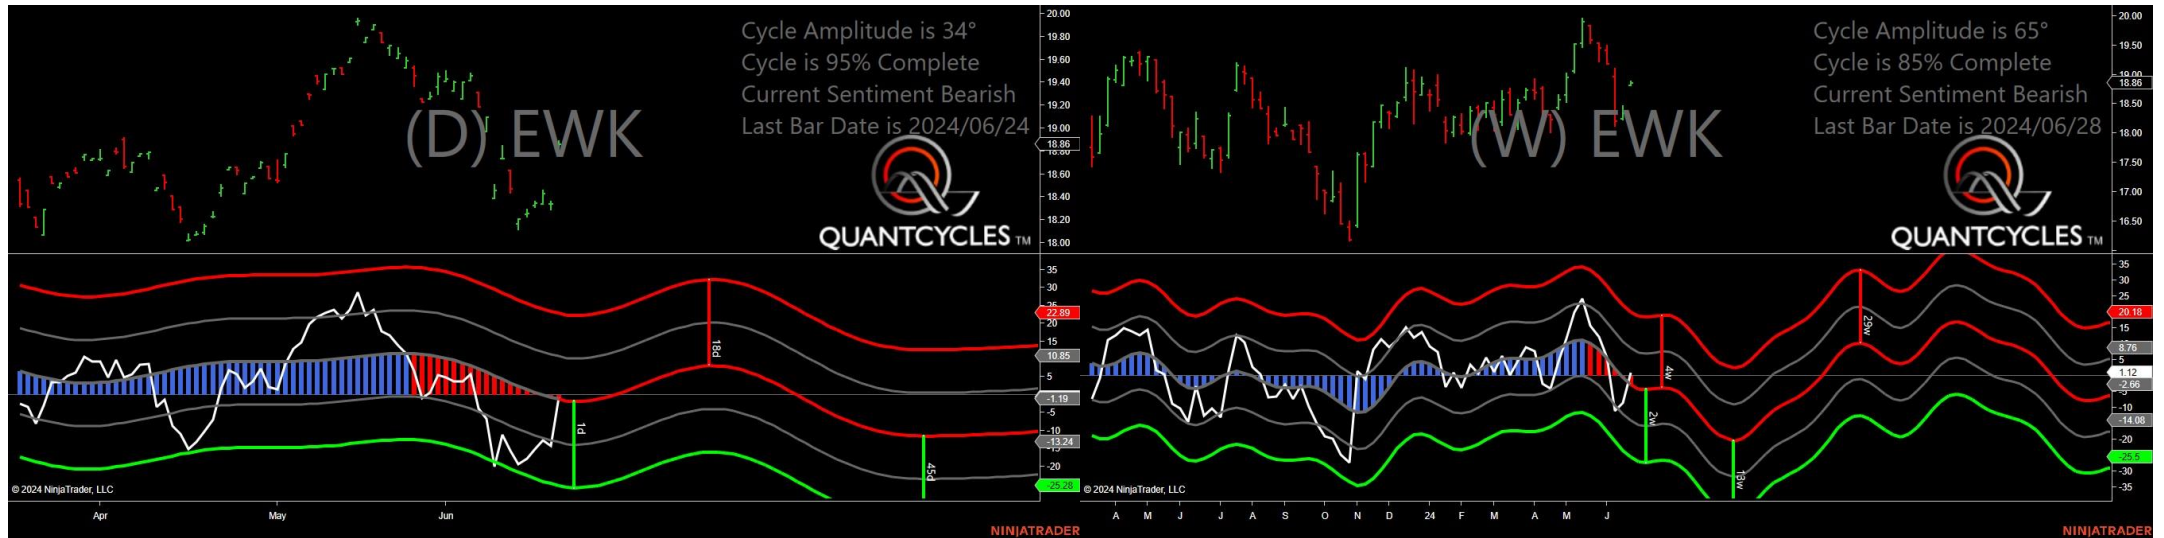 Cycle Amplitude is 34°
Cycle is 95% Complete
Current Sentiment Bearish
Last Bar Date is 2024/06/24
(D) EWK
QUANTCYCLES TM
20.00
19.80
19.60
19.40
19.20
19.00
18.86
18.80
18.60
18.40
18.20
18.00
35
30
25
22.89
20
15
10.85
5
-1.19
-5
-10
-13.24
-15
-20
-25.28
18d
1d
45d
© 2024 NinjaTrader, LLC
Apr May Jun
NINJATRADER
Cycle Amplitude is 65°
Cycle is 85% Complete
Current Sentiment Bearish
Last Bar Date is 2024/06/28
(W) EWK
QUANTCYCLES TM
20.00
19.50
19.00
18.86
18.50
18.00
17.50
17.00
16.50
35
30
25
20.18
15
8.76
5
1.12
-2.66
-5
-10
-14.08
-20
-25.5
-30
-35
29w
4w
2w
13w
© 2024 NinjaTrader, LLC
A M J J A S O N D 24 F M A M J
NINJATRADER